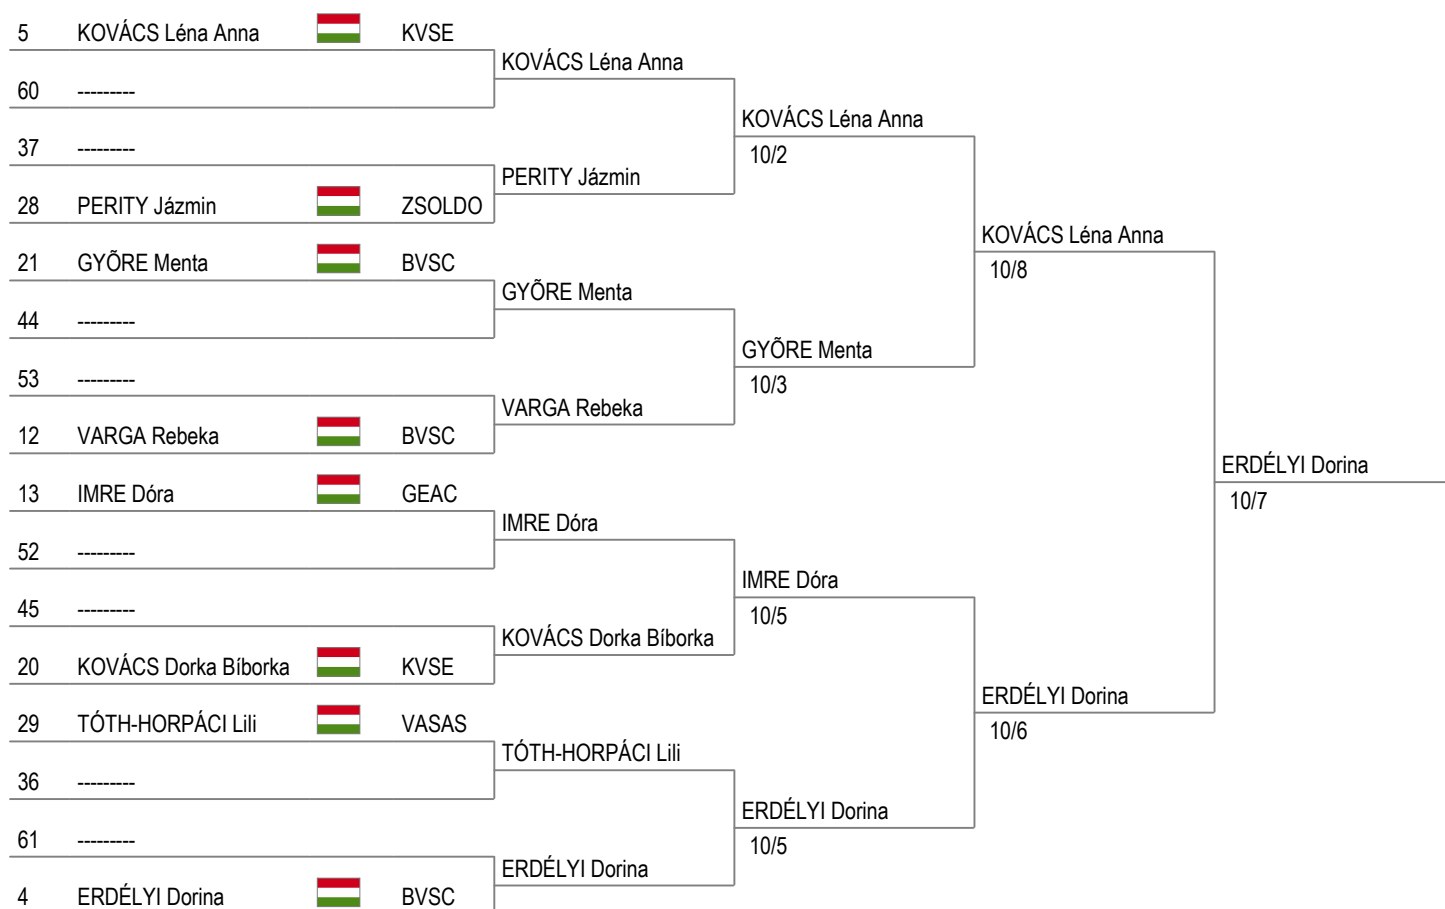 5 KOVÁCS Léna Anna KVSE
KOVÁCS Léna Anna
60 ---------
KOVÁCS Léna Anna
37 ---------
10/2
PERITY Jázmin
28 PERITY Jázmin ZSOLDO
KOVÁCS Léna Anna
21 GYÕRE Menta BVSC
10/8
GYÕRE Menta
44 ---------
GYÕRE Menta
53 ---------
10/3
VARGA Rebeka
12 VARGA Rebeka BVSC
ERDÉLYI Dorina
13 IMRE Dóra GEAC
10/7
IMRE Dóra
52 ---------
IMRE Dóra
45 ---------
10/5
KOVÁCS Dorka Bíborka
20 KOVÁCS Dorka Bíborka KVSE
ERDÉLYI Dorina
29 TÓTH-HORPÁCI Lili VASAS
10/6
TÓTH-HORPÁCI Lili
36 ---------
ERDÉLYI Dorina
61 ---------
10/5
ERDÉLYI Dorina
4 ERDÉLYI Dorina BVSC